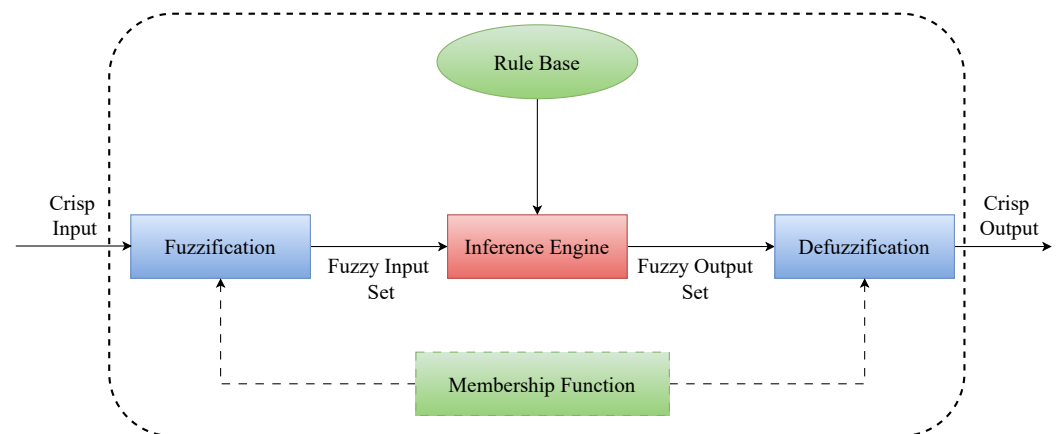 Rule Base
Crisp
Input
Fuzzification
Fuzzy Input
Set
Inference Engine
Fuzzy Output
Set
Defuzzification
Crisp
Output
Membership Function